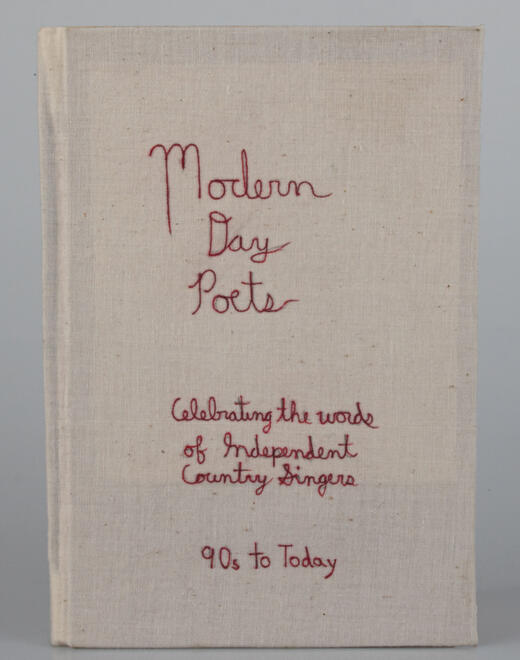 Modern
Day
Poets
Celebrating the words
of Independent
Country Singers
90s to Today